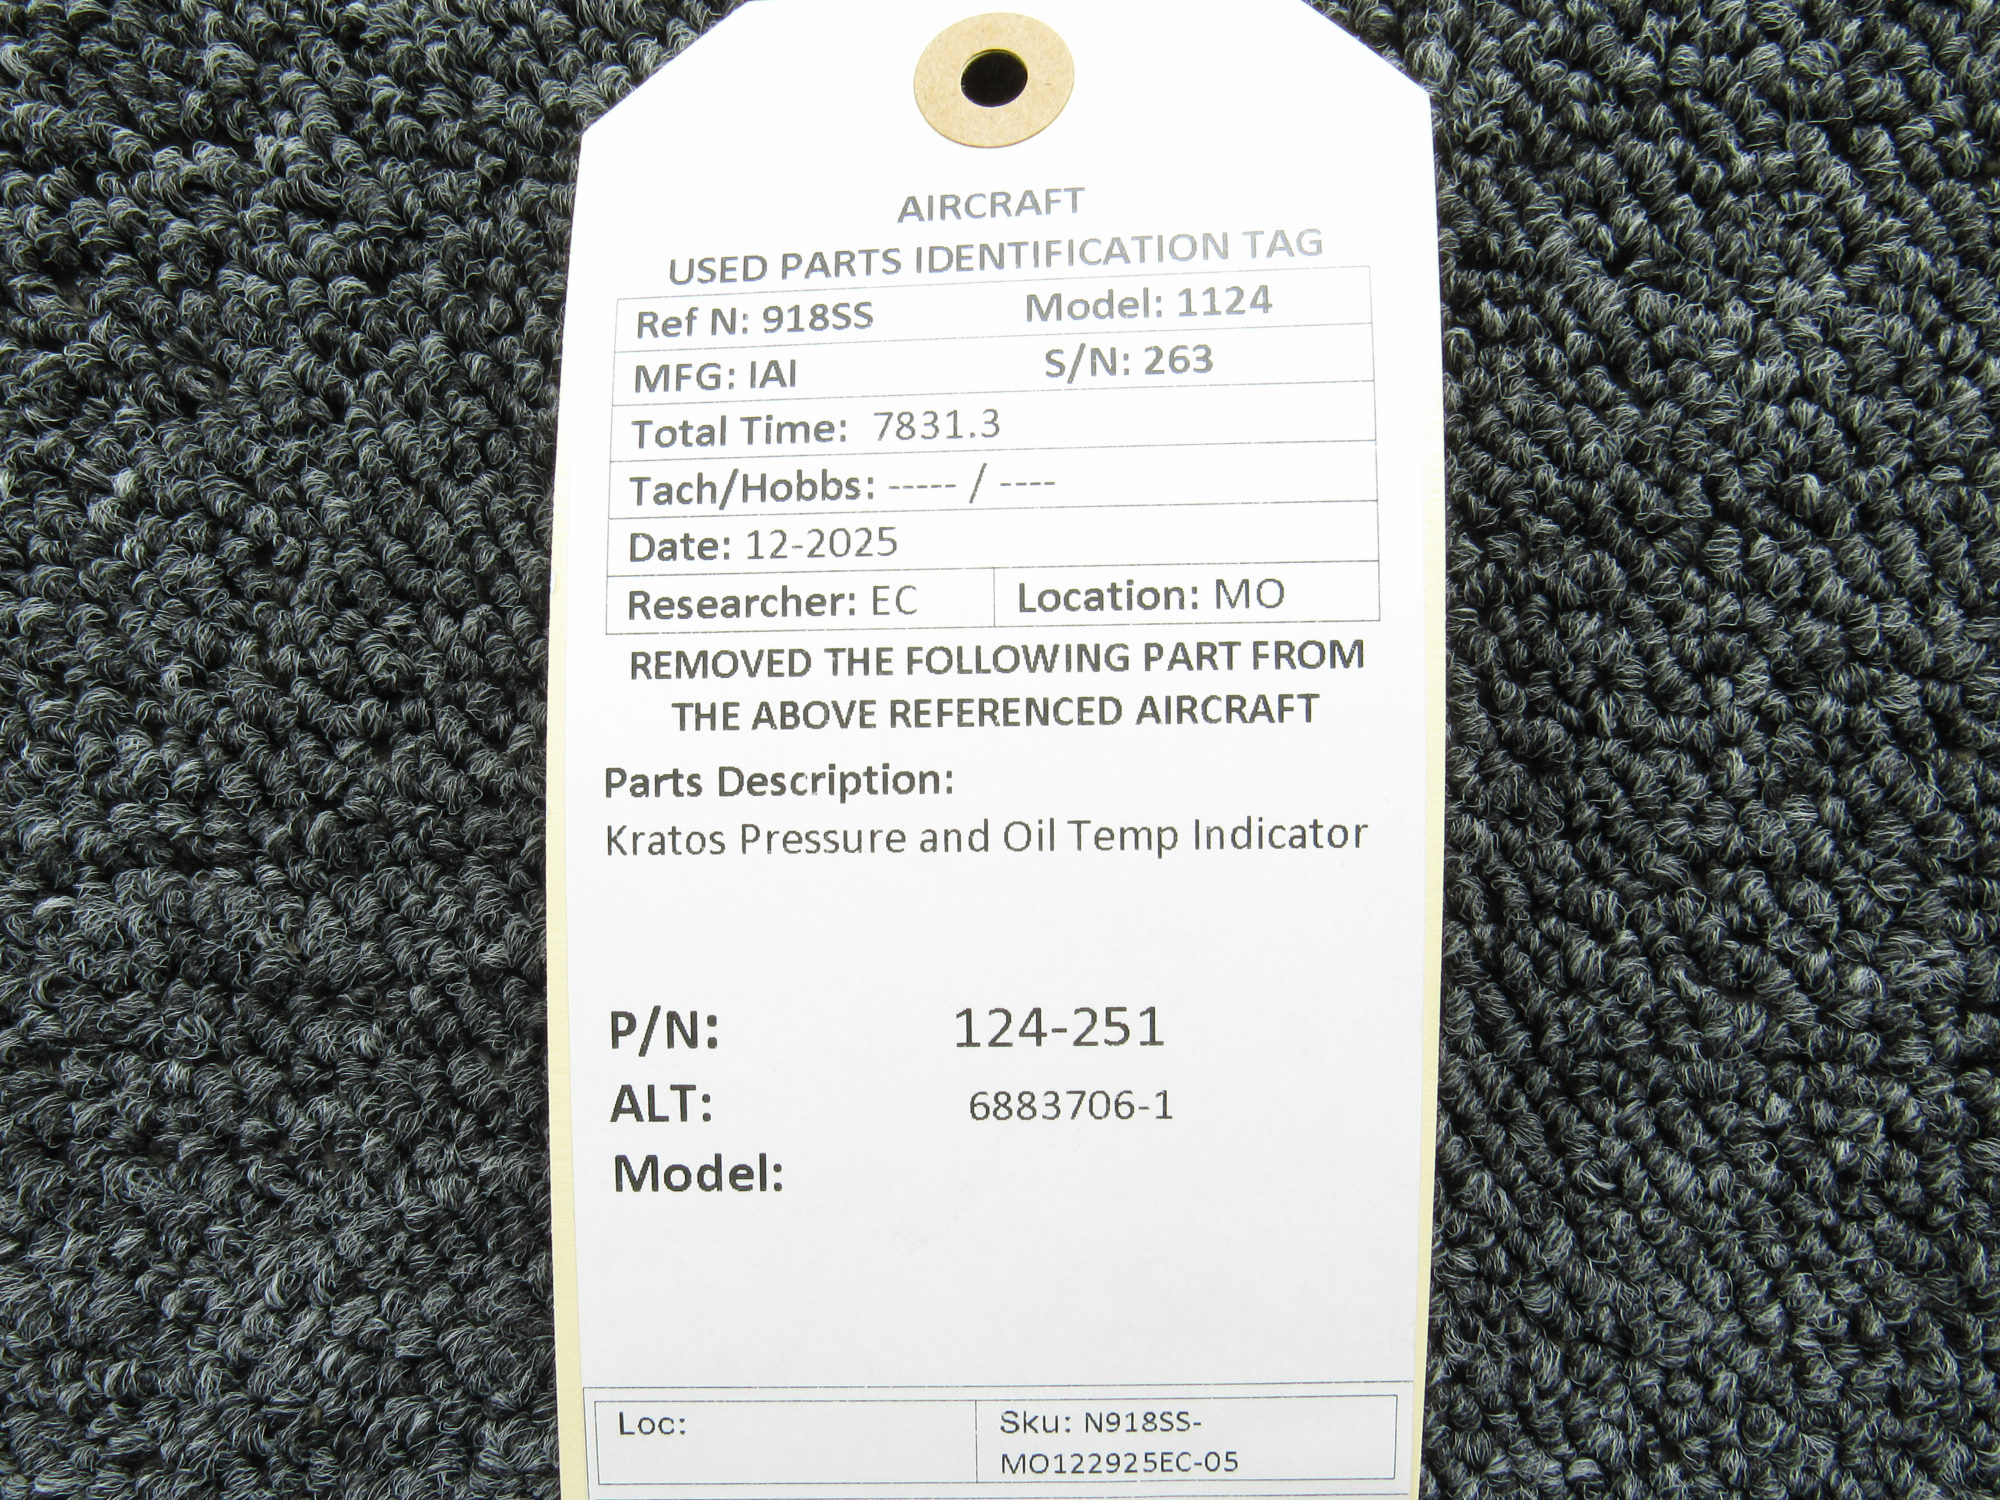 AIRCRAFT
USED PARTS IDENTIFICATION TAG
Ref N: 918SS Model: 1124
MFG: IAI S/N: 263
Total Time: 7831.3
Tach/Hobbs: ----- / ----
Date: 12-2025
Researcher: EC Location: MO
REMOVED THE FOLLOWING PART FROM
THE ABOVE REFERENCED AIRCRAFT
Parts Description:
Kratos Pressure and Oil Temp Indicator
P/N: 124-251
ALT: 6883706-1
Model:
Loc: Sku: N918SS-
MO122925EC-05